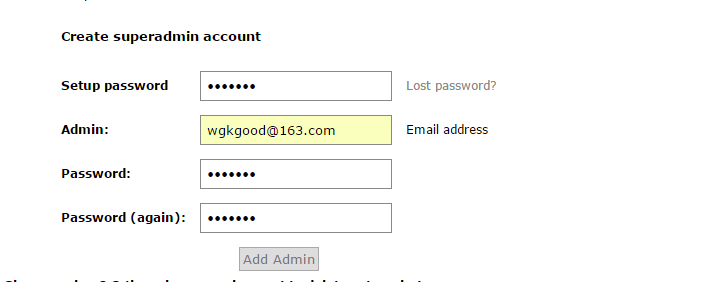 Create superadmin account
Setup password ••••••• Lost password?
Admin: wgkgood@163.com Email address
Password: •••••••
Password (again): •••••••
Add Admin